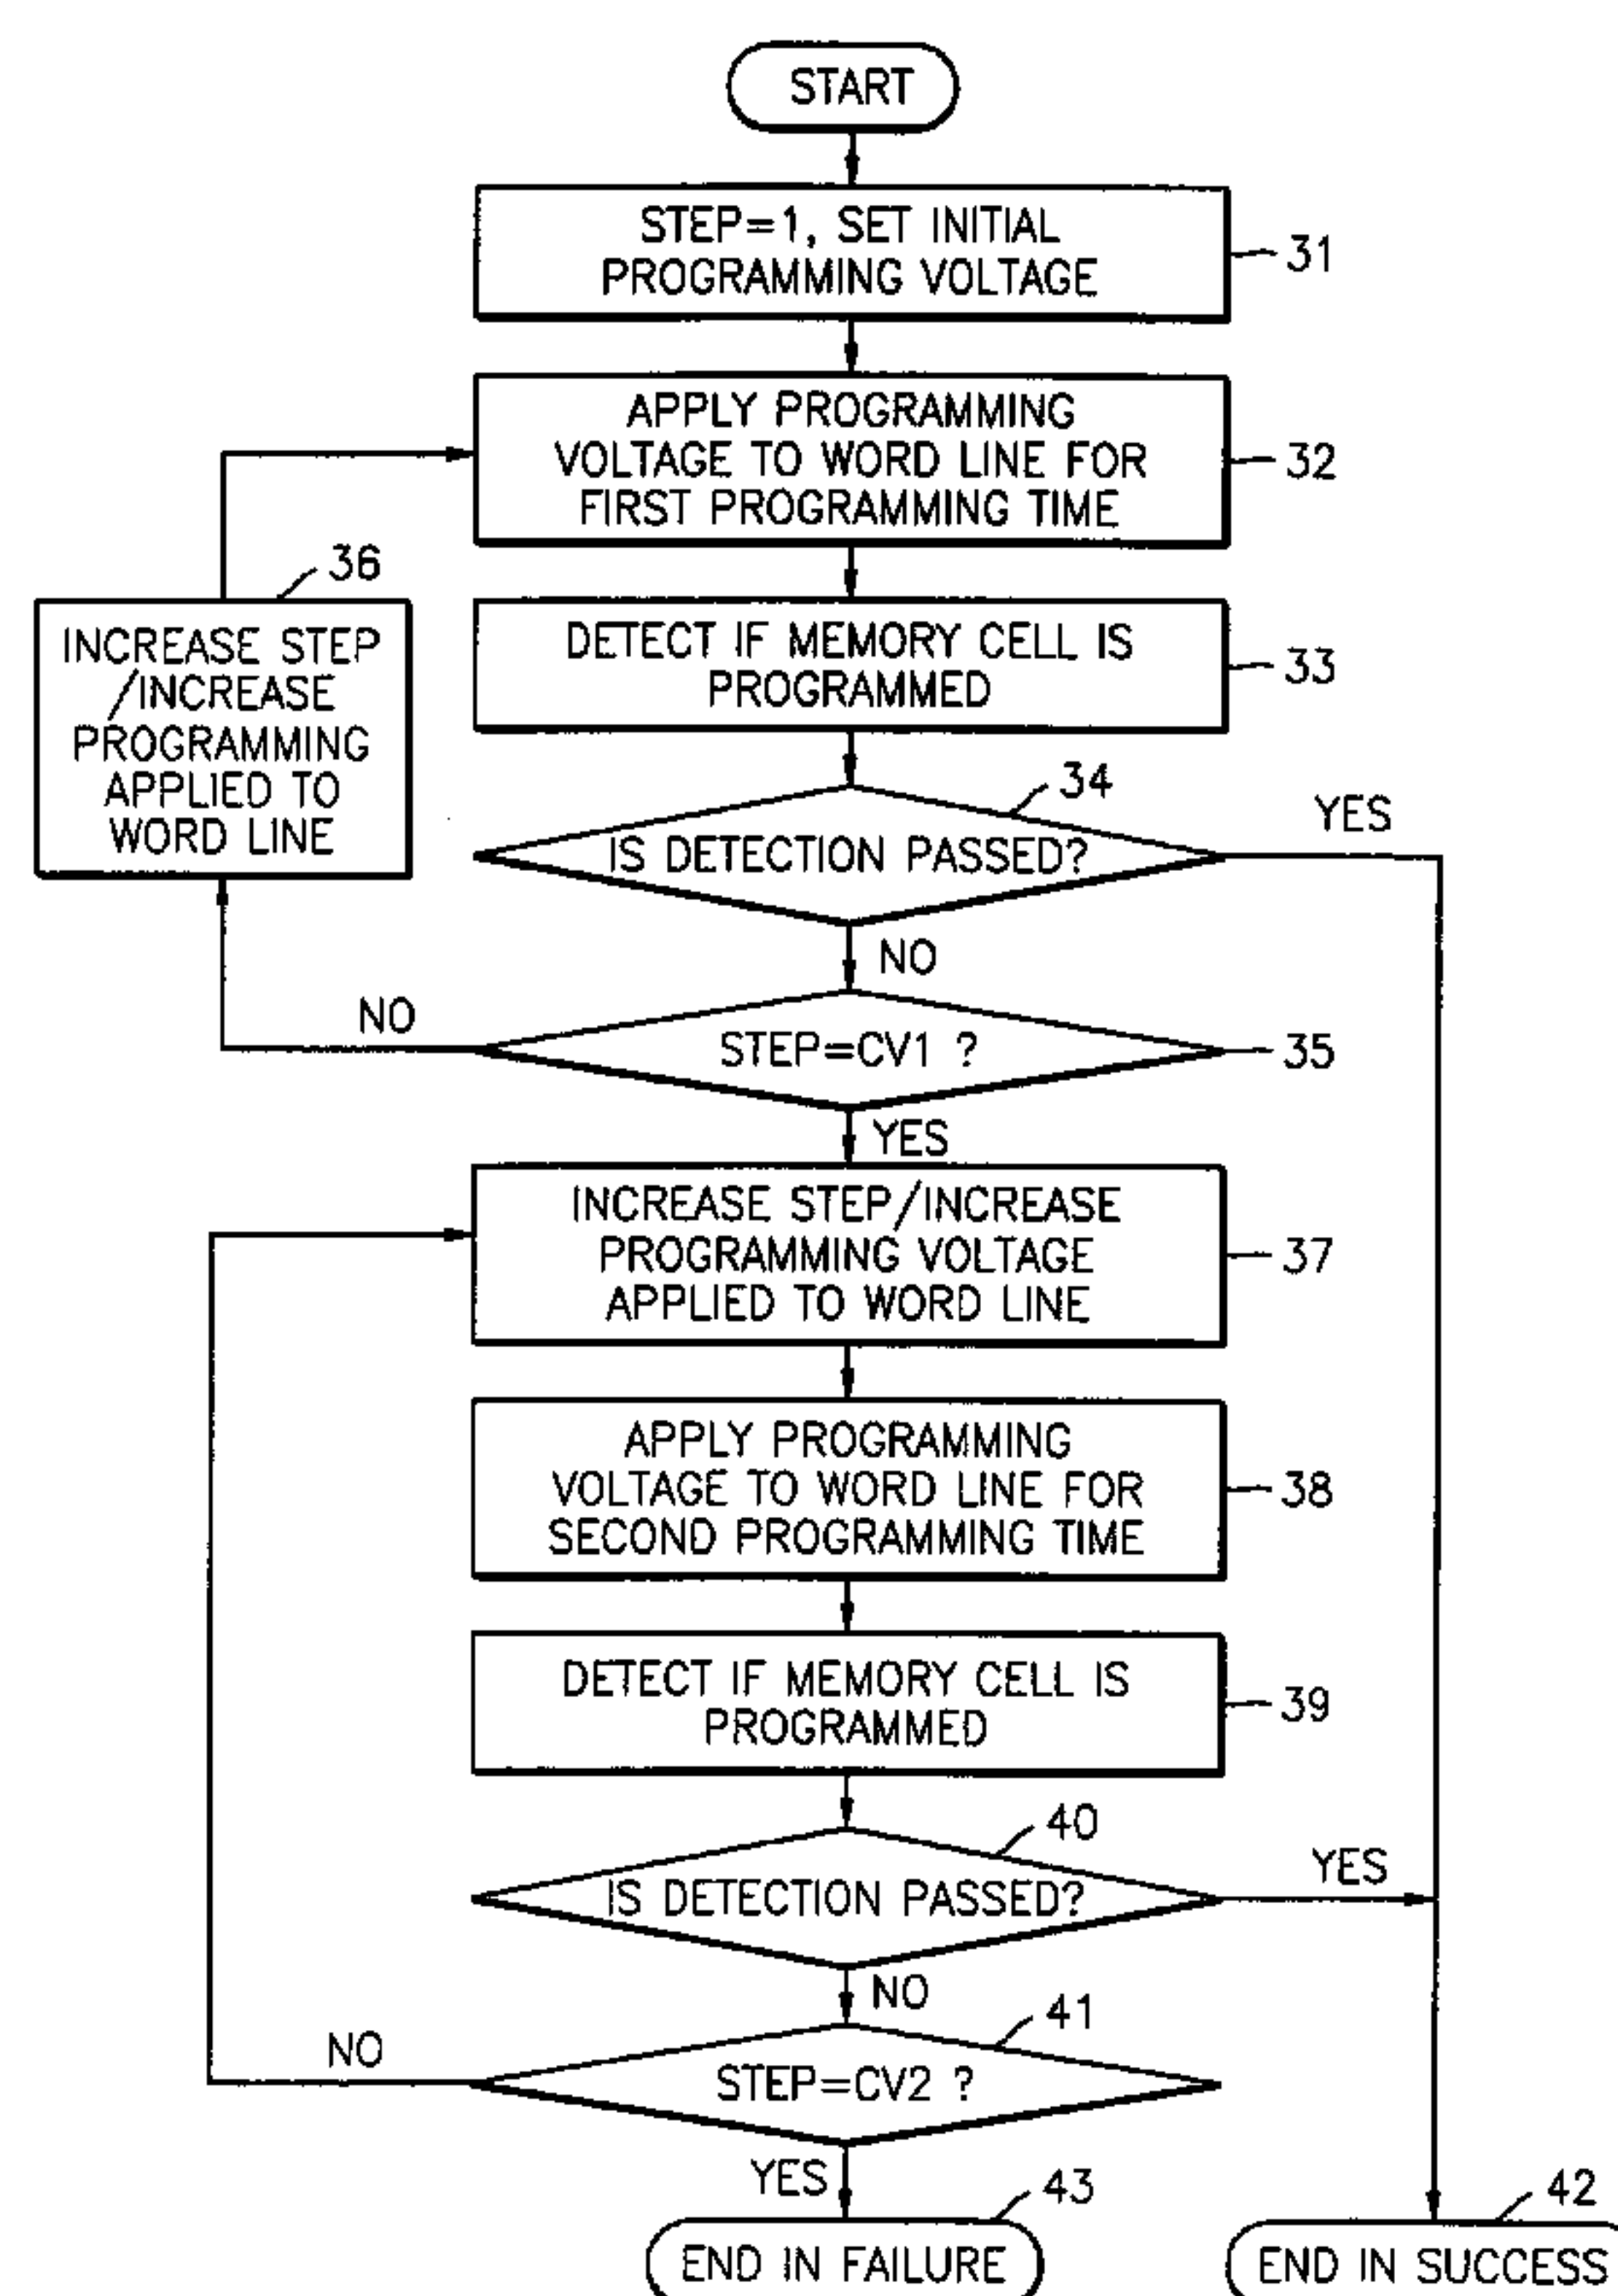 START
STEP=1, SET INITIAL
PROGRAMMING VOLTAGE
31
APPLY PROGRAMMING
VOLTAGE TO WORD LINE FOR
FIRST PROGRAMMING TIME
32
36
INCREASE STEP
/INCREASE
PROGRAMMING
APPLIED TO
WORD LINE
DETECT IF MEMORY CELL IS
PROGRAMMED
33
34
IS DETECTION PASSED?
YES
NO
NO
STEP=CV1 ?
35
YES
INCREASE STEP/INCREASE
PROGRAMMING VOLTAGE
APPLIED TO WORD LINE
37
APPLY PROGRAMMING
VOLTAGE TO WORD LINE FOR
SECOND PROGRAMMING TIME
38
DETECT IF MEMORY CELL IS
PROGRAMMED
39
40
IS DETECTION PASSED?
YES
NO
41
NO
STEP=CV2 ?
YES
43
42
END IN FAILURE
END IN SUCCESS